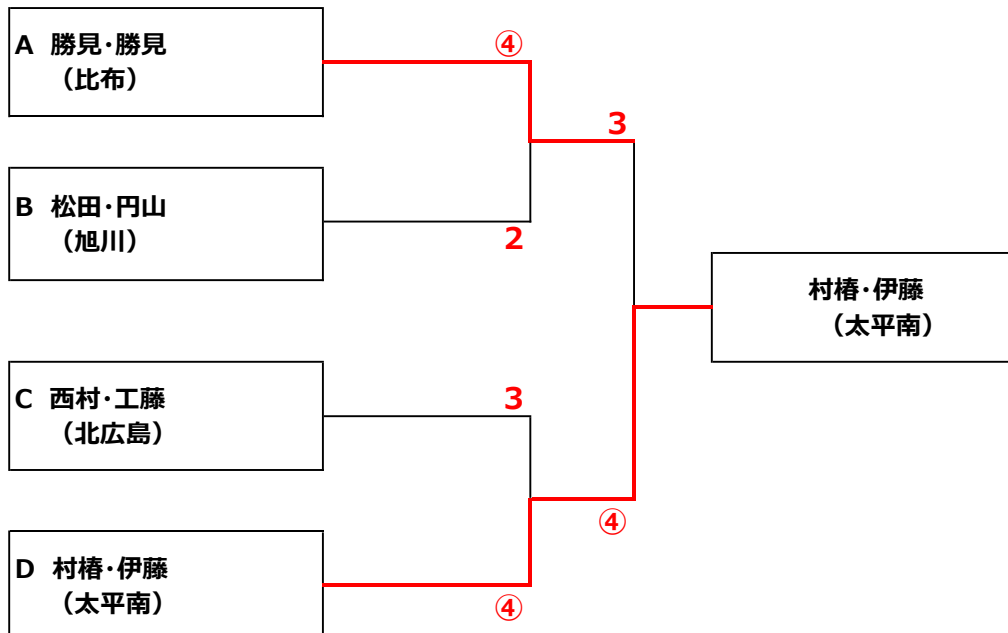 A 勝見・勝見
（比布）
④
3
B 松田・円山
（旭川）
2
村椿・伊藤
（太平南）
C 西村・工藤
（北広島）
3
④
D 村椿・伊藤
（太平南）
④